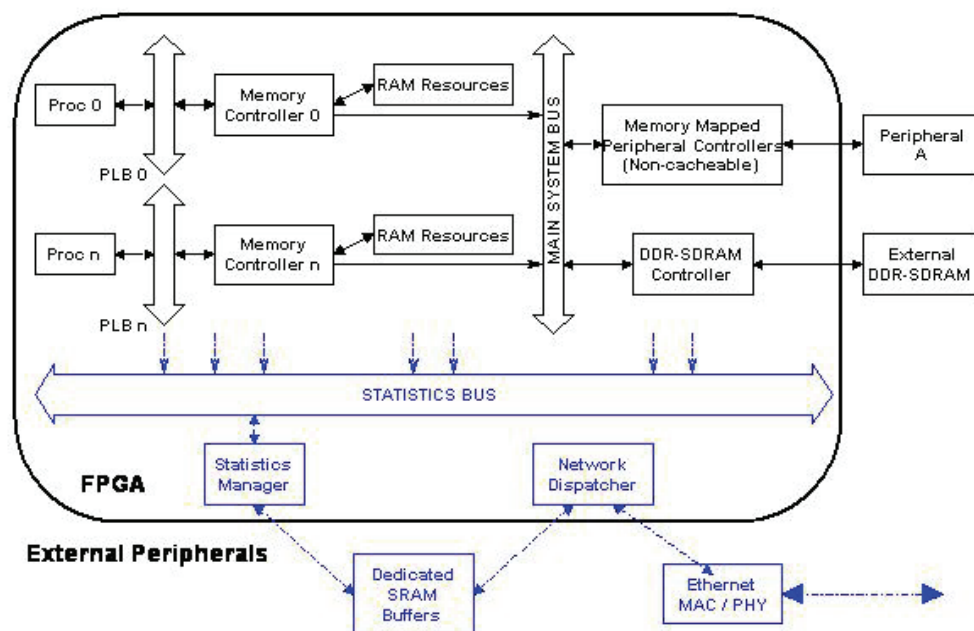 Proc 0
PLB 0
Memory
Controller 0
RAM Resources
MAIN SYSTEM BUS
Memory Mapped
Peripheral Controllers
(Non-cacheable)
Peripheral
A
Proc n
PLB n
Memory
Controller n
RAM Resources
DDR-SDRAM
Controller
External
DDR-SDRAM
STATISTICS BUS
Statistics
Manager
Network
Dispatcher
FPGA
External Peripherals
Dedicated
SRAM
Buffers
Ethernet
MAC / PHY